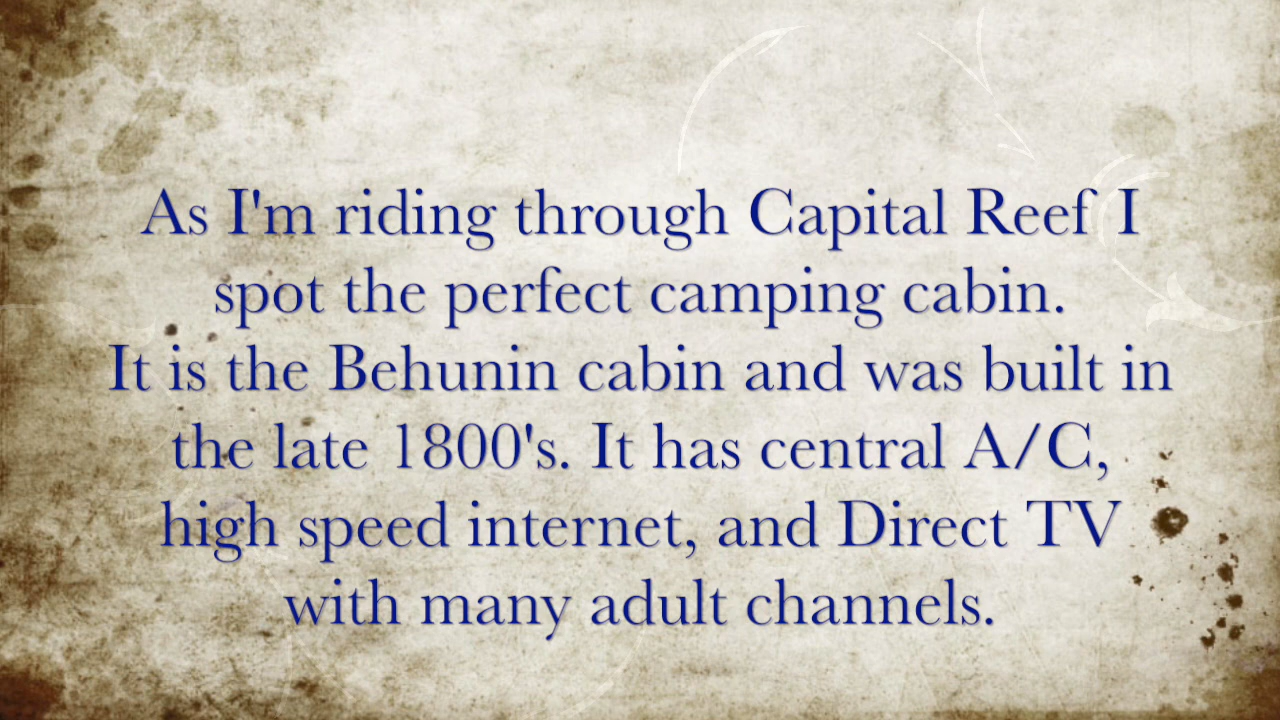 As I'm riding through Capital Reef I
spot the perfect camping cabin.
It is the Behunin cabin and was built in
the late 1800's. It has central A/C,
high speed internet, and Direct TV
with many adult channels.